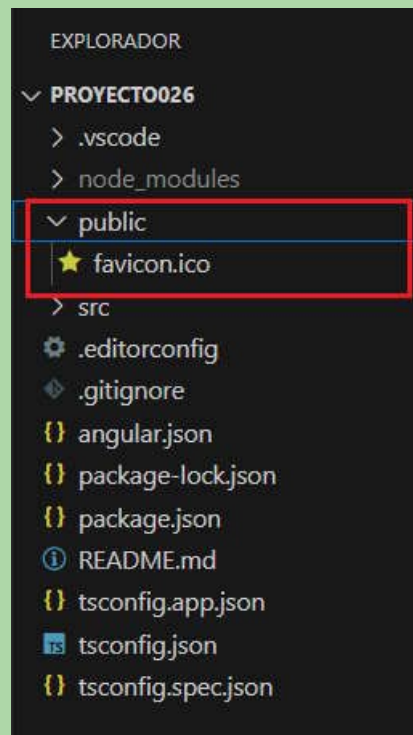 EXPLORADOR
PROYECTO026
.vscode
node_modules
public
favicon.ico
src
.editorconfig
.gitignore
angular.json
package-lock.json
package.json
README.md
tsconfig.app.json
TS tsconfig.json
tsconfig.spec.json